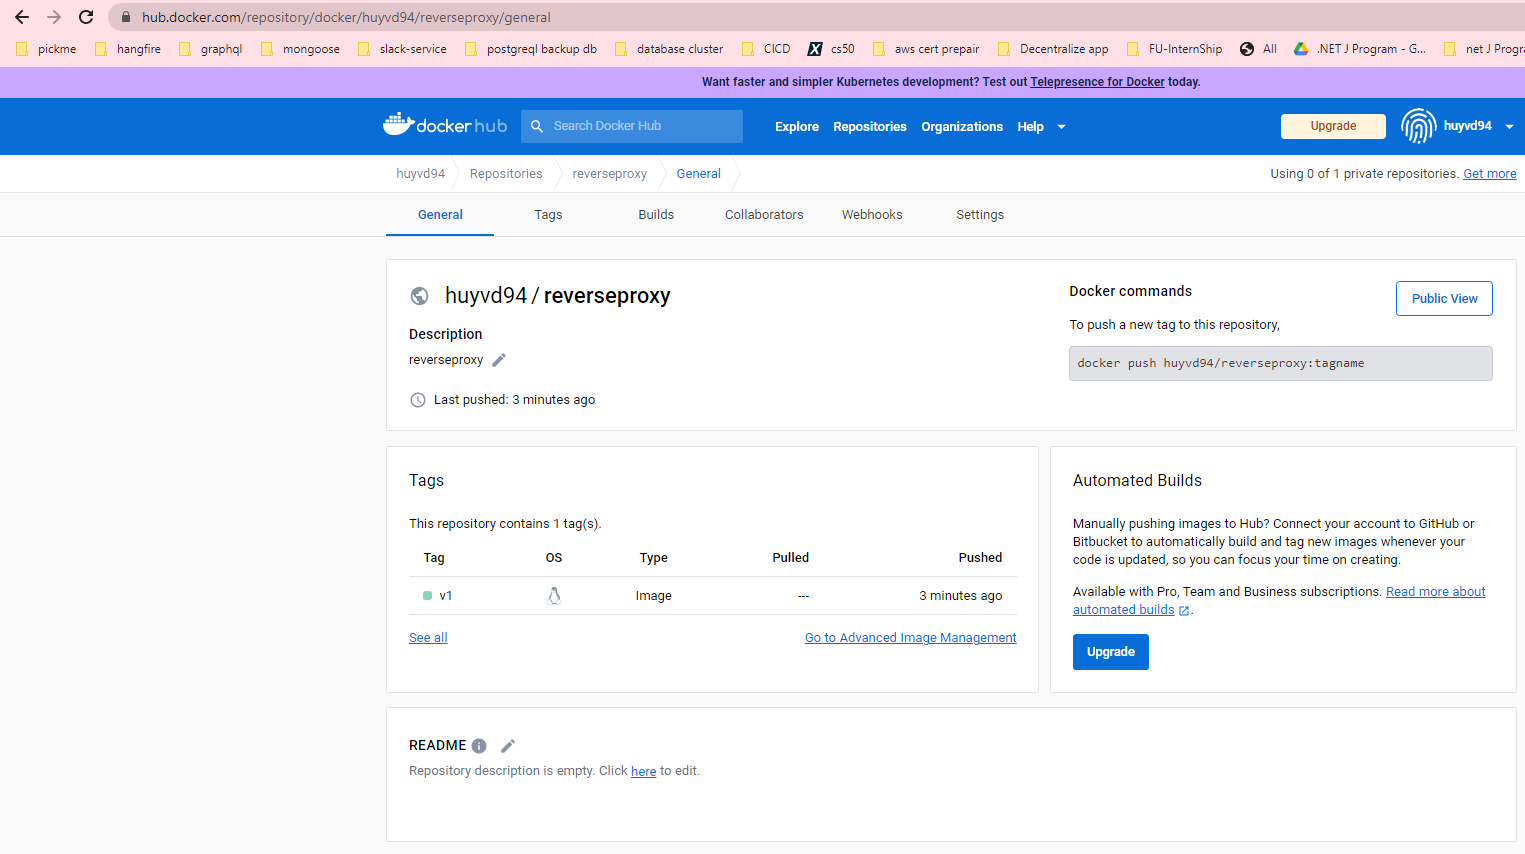 hub.docker.com/repository/docker/huyvd94/reverseproxy/general
pickme hangfire graphql mongoose slack-service postgreql backup db database cluster CICD X cs50 aws cert prepair Decentralize app FU-InternShip All .NET J Program - G... net J Progra
Want faster and simpler Kubernetes development? Test out Telepresence for Docker today.
docker hub Search Docker Hub Explore Repositories Organizations Help Upgrade huyvd94
huyvd94 Repositories reverseproxy General Using 0 of 1 private repositories. Get more
General Tags Builds Collaborators Webhooks Settings
huyvd94 / reverseproxy
Description
reverseproxy
Last pushed: 3 minutes ago
Docker commands
Public View
To push a new tag to this repository,
docker push huyvd94/reverseproxy:tagname
Tags
This repository contains 1 tag(s).
Tag OS Type Pulled Pushed
v1 Image --- 3 minutes ago
See all Go to Advanced Image Management
Automated Builds
Manually pushing images to Hub? Connect your account to GitHub or
Bitbucket to automatically build and tag new images whenever your
code is updated, so you can focus your time on creating.
Available with Pro, Team and Business subscriptions. Read more about
automated builds .
Upgrade
README
Repository description is empty. Click here to edit.